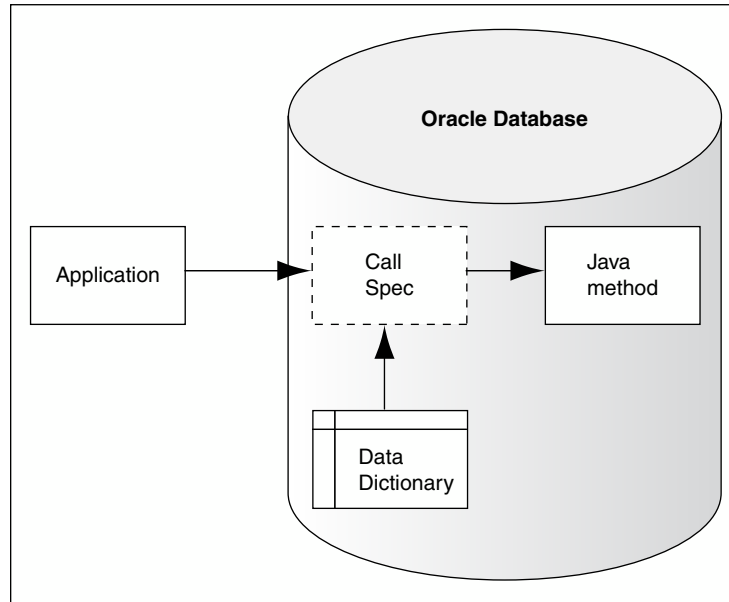 Oracle Database
Application
Call
Spec
Java
method
Data
Dictionary